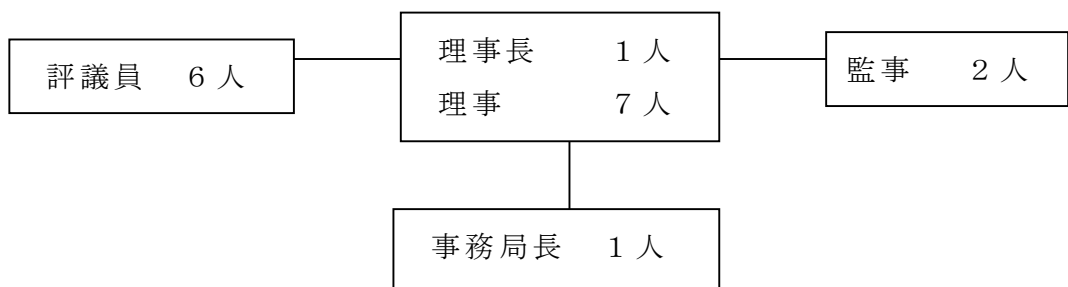 評議員 ６人
理事長 １人
理事 ７人
監事 ２人
事務局長 １人